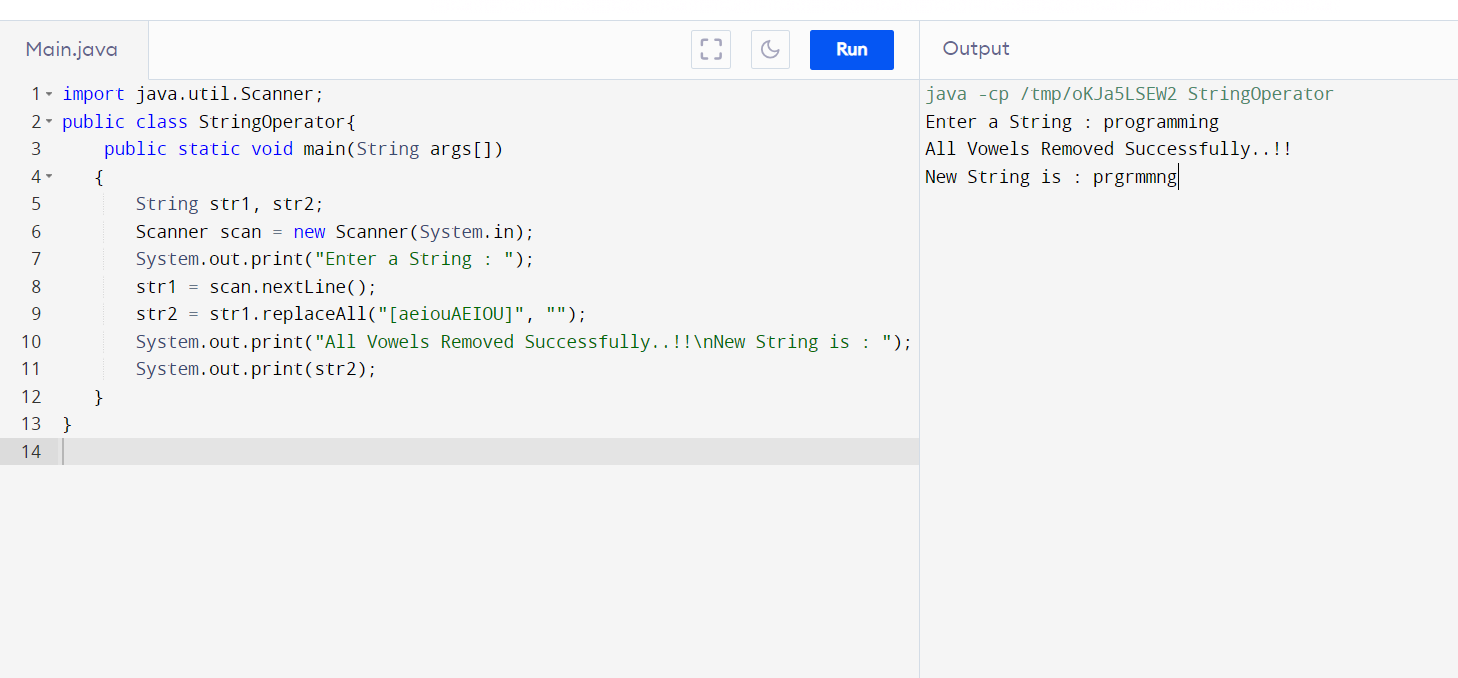 Main.java
Run
Output
1 import java.util.Scanner;
2 public class StringOperator{
3 public static void main(String args[])
4 {
5 String str1, str2;
6 Scanner scan = new Scanner(System.in);
7 System.out.print("Enter a String : ");
8 str1 = scan.nextLine();
9 str2 = str1.replaceAll("[aeiouAEIOU]", "");
10 System.out.print("All Vowels Removed Successfully..!!\nNew String is : ");
11 System.out.print(str2);
12 }
13 }
14
java -cp /tmp/oKJa5LSEW2 StringOperator
Enter a String : programming
All Vowels Removed Successfully..!!
New String is : prgrmmng